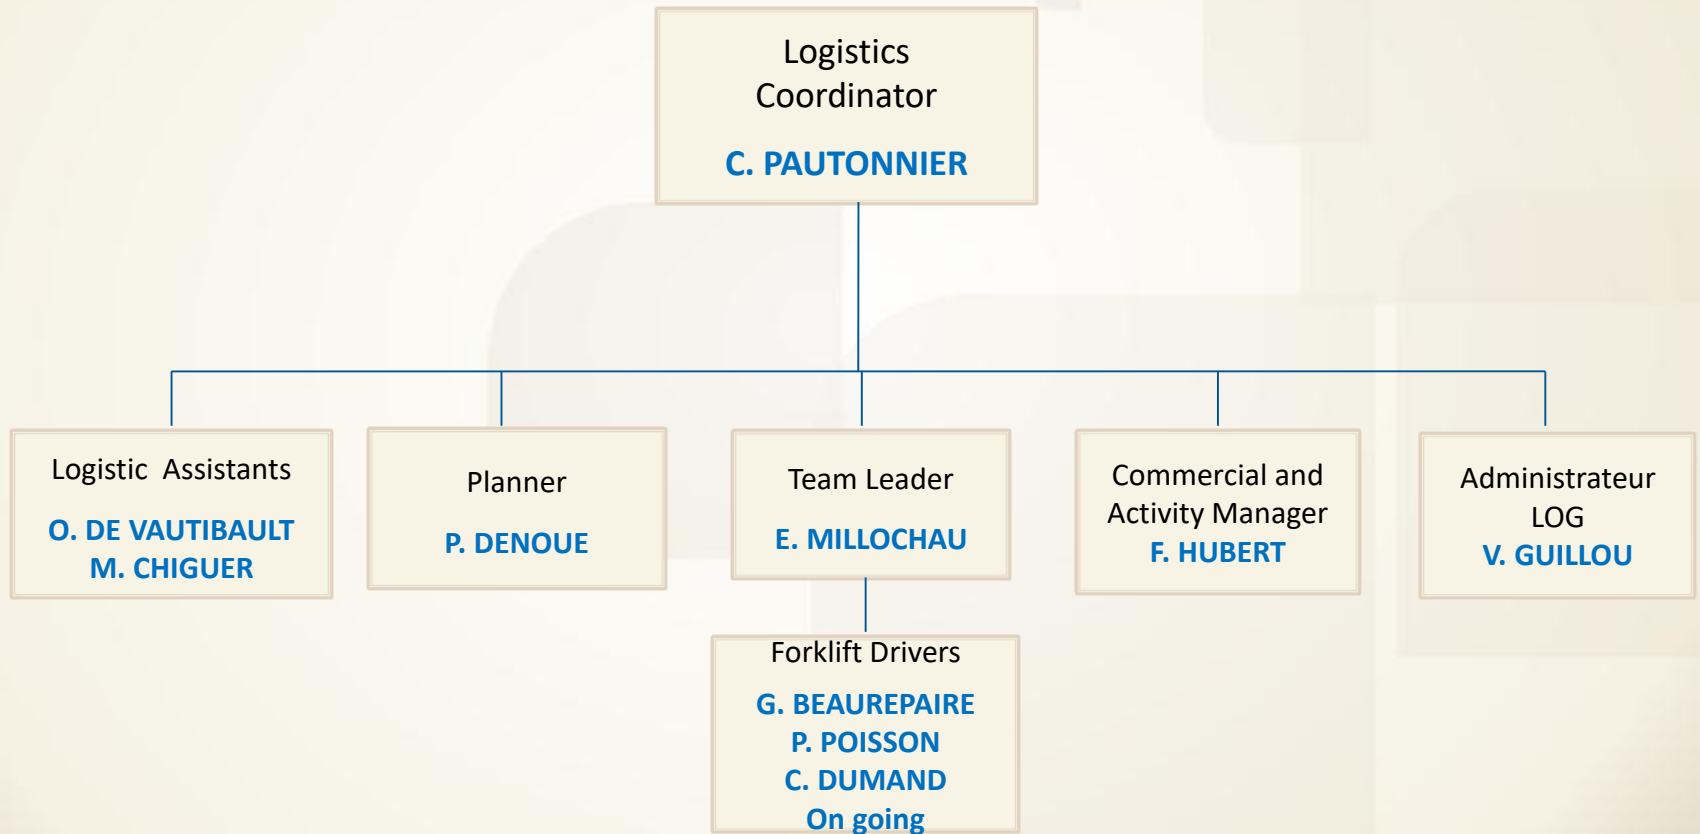 Logistics
Coordinator
C. PAUTONNIER
Logistic  Assistants
O. DE VAUTIBAULT
M. CHIGUER
Planner
P. DENOUE
Team Leader
E. MILLOCHAU
Commercial and
Activity Manager
F. HUBERT
Administrateur
LOG
V. GUILLOU
Forklift Drivers
G. BEAUREPAIRE
P. POISSON
C. DUMAND
On going